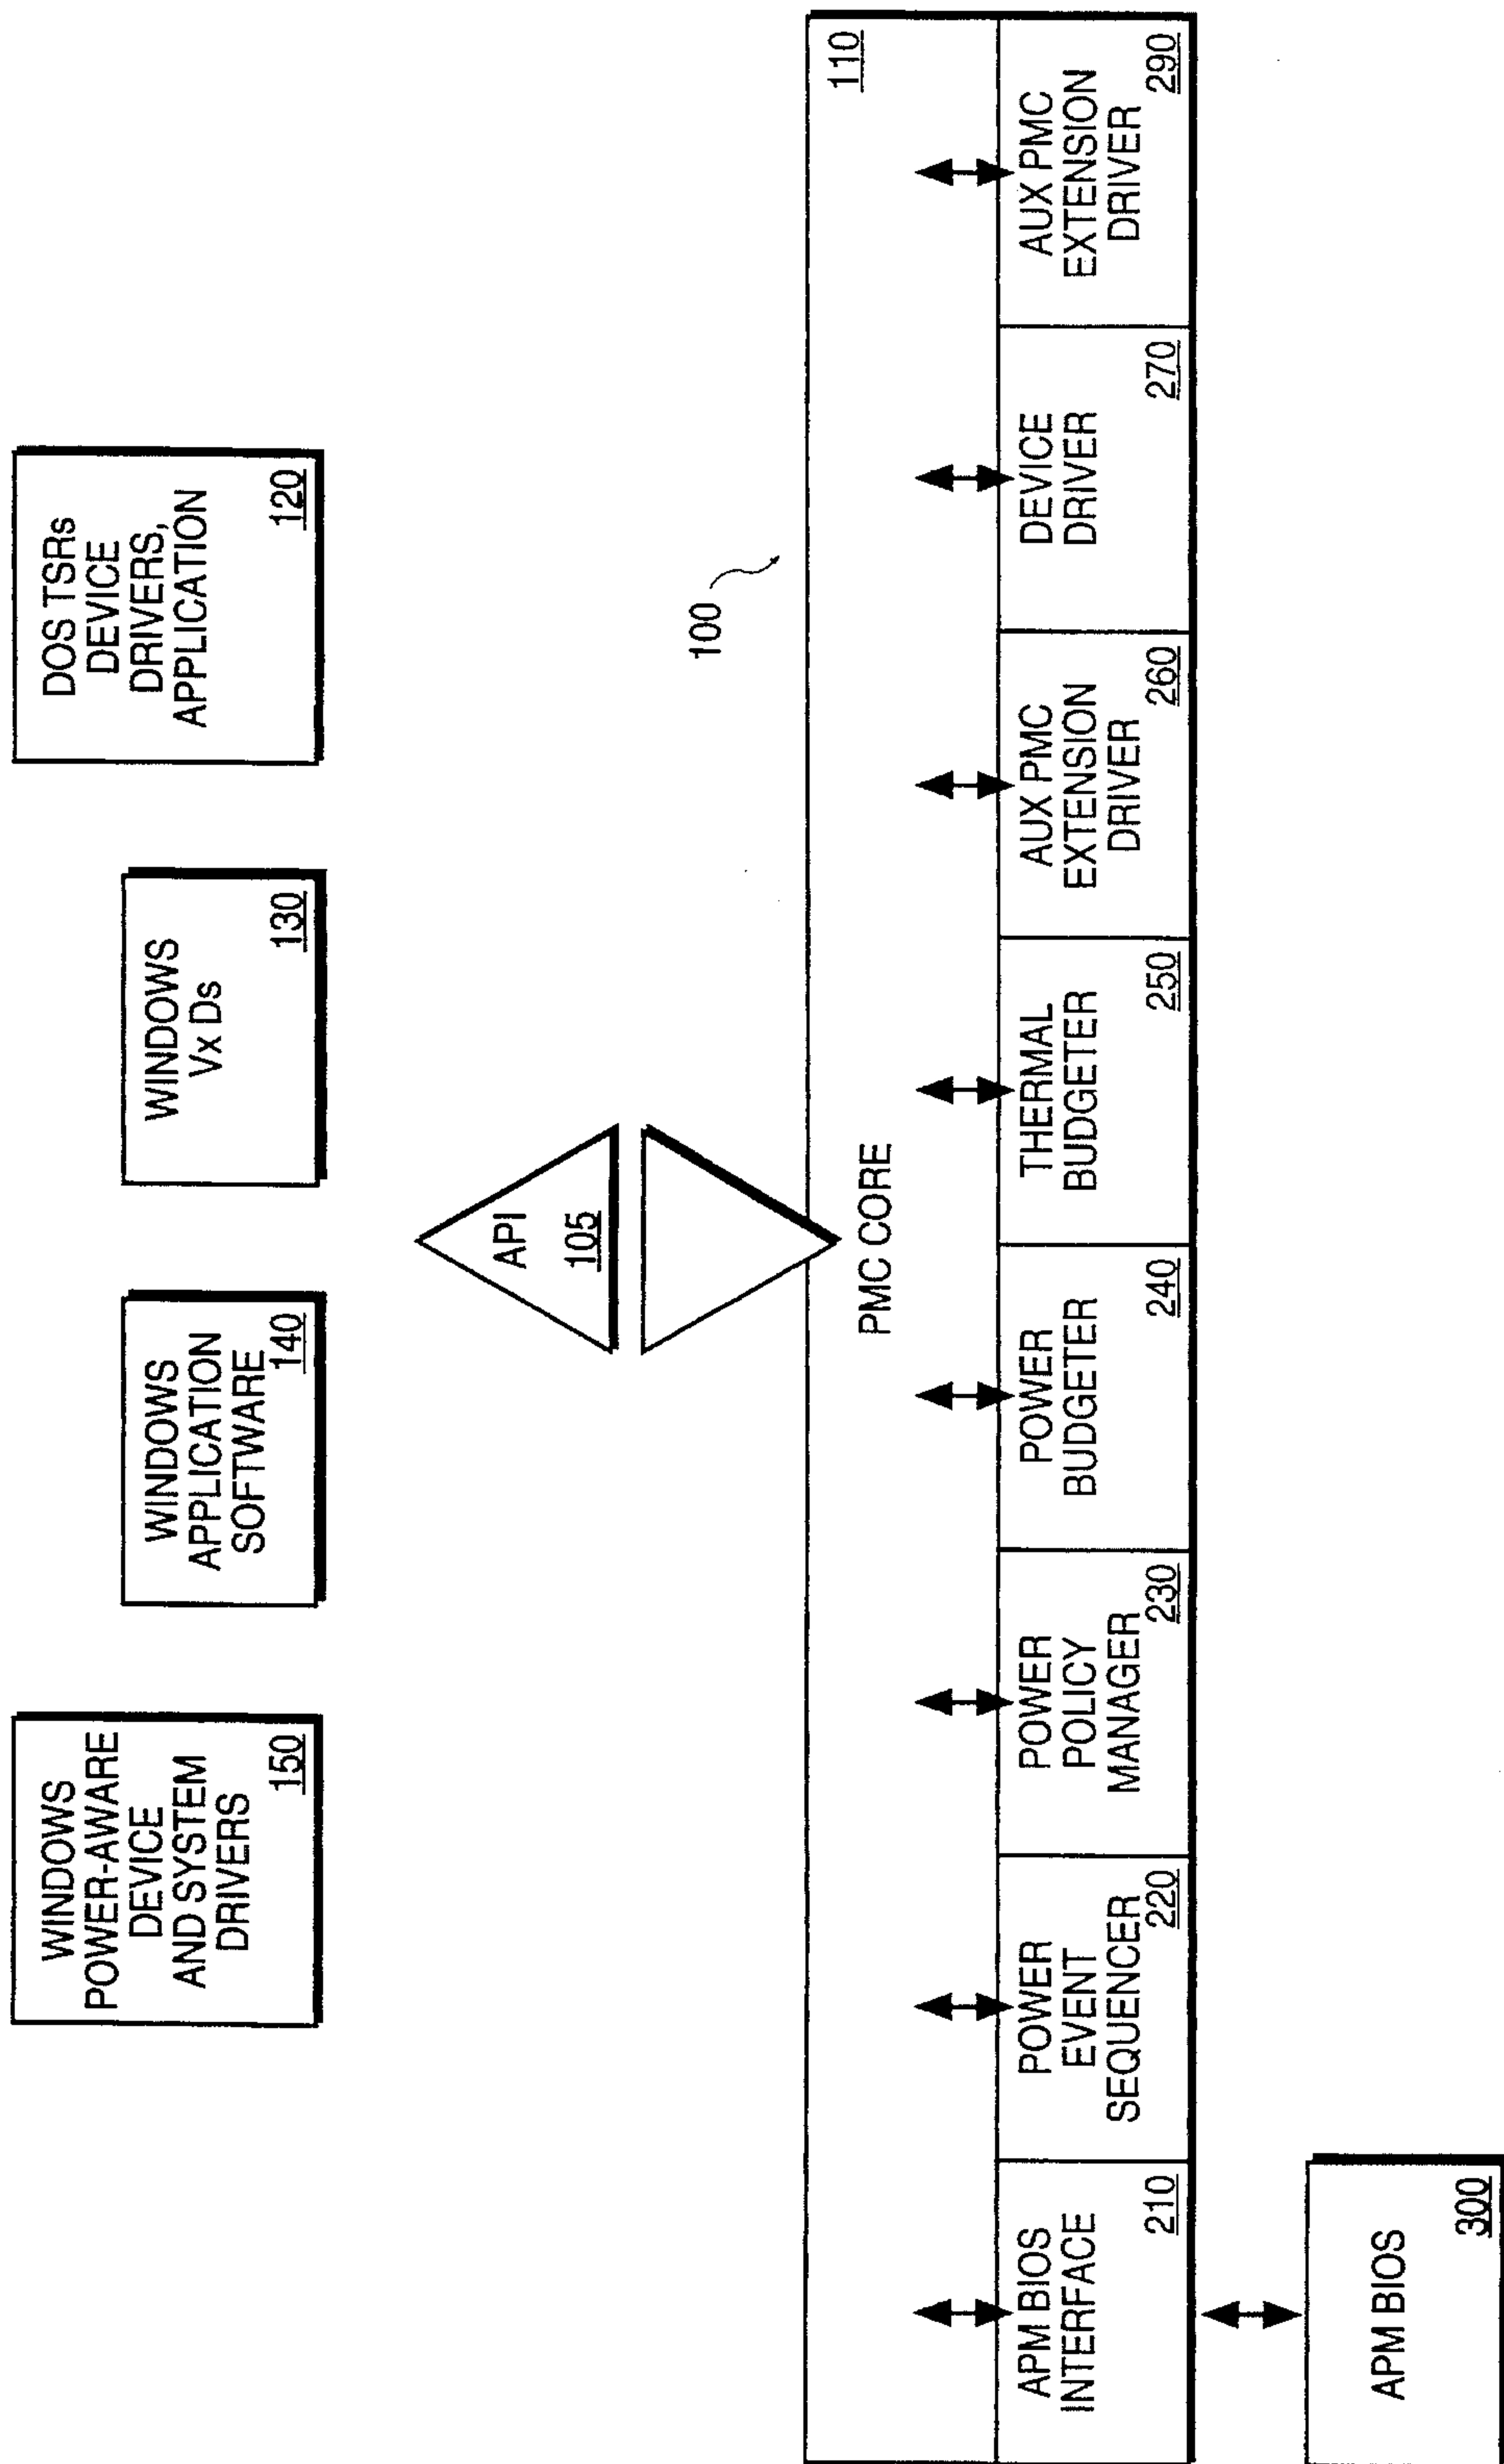 WINDOWS
POWER-AWARE
DEVICE
AND SYSTEM
DRIVERS
150
WINDOWS
APPLICATION
SOFTWARE
140
WINDOWS
Vx Ds
130
DOS TSRs
DEVICE
DRIVERS,
APPLICATION
120
API
105
100
PMC CORE
110
APM BIOS
INTERFACE
210
POWER
EVENT
SEQUENCER
220
POWER
POLICY
MANAGER
230
POWER
BUDGETER
240
THERMAL
BUDGETER
250
AUX PMC
EXTENSION
DRIVER
260
DEVICE
DRIVER
270
AUX PMC
EXTENSION
DRIVER
290
APM BIOS
300